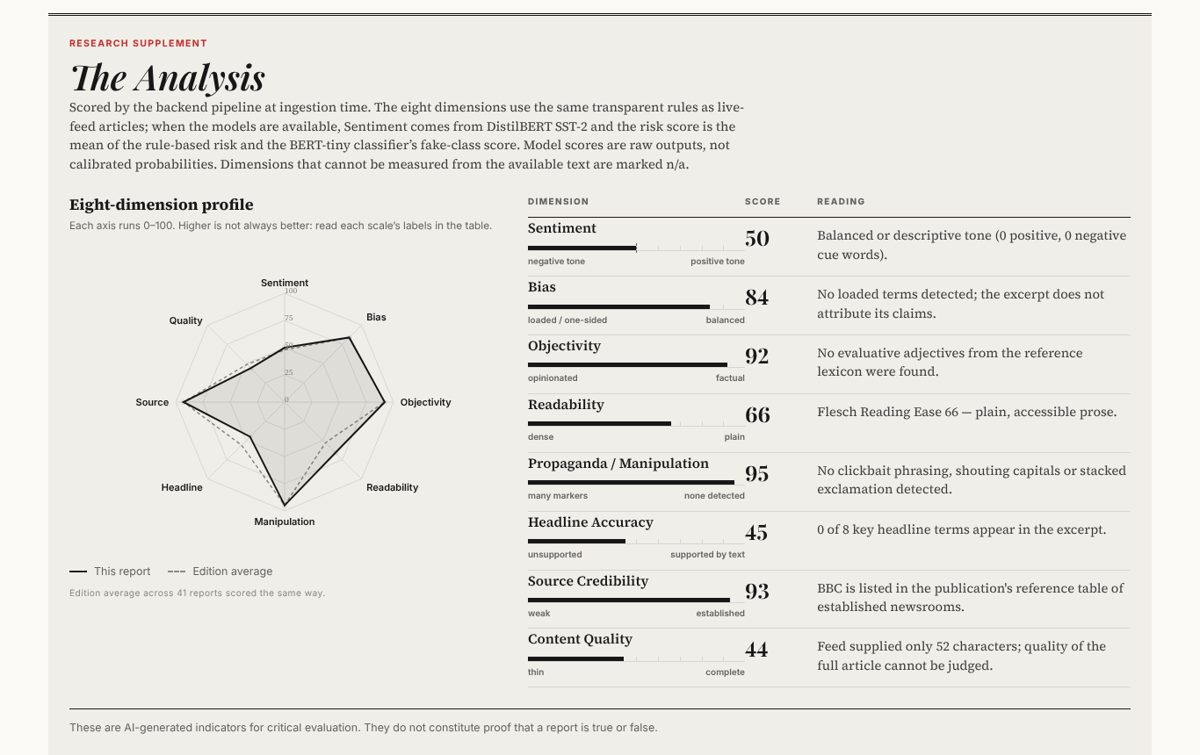 RESEARCH SUPPLEMENT
The Analysis
Scored by the backend pipeline at ingestion time. The eight dimensions use the same transparent rules as live-
feed articles; when the models are available, Sentiment comes from DistilBERT SST-2 and the risk score is the
mean of the rule-based risk and the BERT-tiny classifier's fake-class score. Model scores are raw outputs, not
calibrated probabilities. Dimensions that cannot be measured from the available text are marked n/a.
Eight-dimension profile
Each axis runs 0–100. Higher is not always better: read each scale's labels in the table.
Sentiment
100
Quality
Bias
75
50
25
Source
0
Objectivity
Headline
Readability
Manipulation
This report
Edition average
Edition average across 41 reports scored the same way.
DIMENSION SCORE READING
Sentiment
50
Balanced or descriptive tone (0 positive, 0 negative
cue words).
negative tone positive tone
Bias
84
No loaded terms detected; the excerpt does not
attribute its claims.
loaded / one-sided balanced
Objectivity
92
No evaluative adjectives from the reference
lexicon were found.
opinionated factual
Readability
66
Flesch Reading Ease 66 — plain, accessible prose.
dense plain
Propaganda / Manipulation
95
No clickbait phrasing, shouting capitals or stacked
exclamation detected.
many markers none detected
Headline Accuracy
45
0 of 8 key headline terms appear in the excerpt.
unsupported supported by text
Source Credibility
93
BBC is listed in the publication's reference table of
established newsrooms.
weak established
Content Quality
44
Feed supplied only 52 characters; quality of the
full article cannot be judged.
thin complete
These are AI-generated indicators for critical evaluation. They do not constitute proof that a report is true or false.